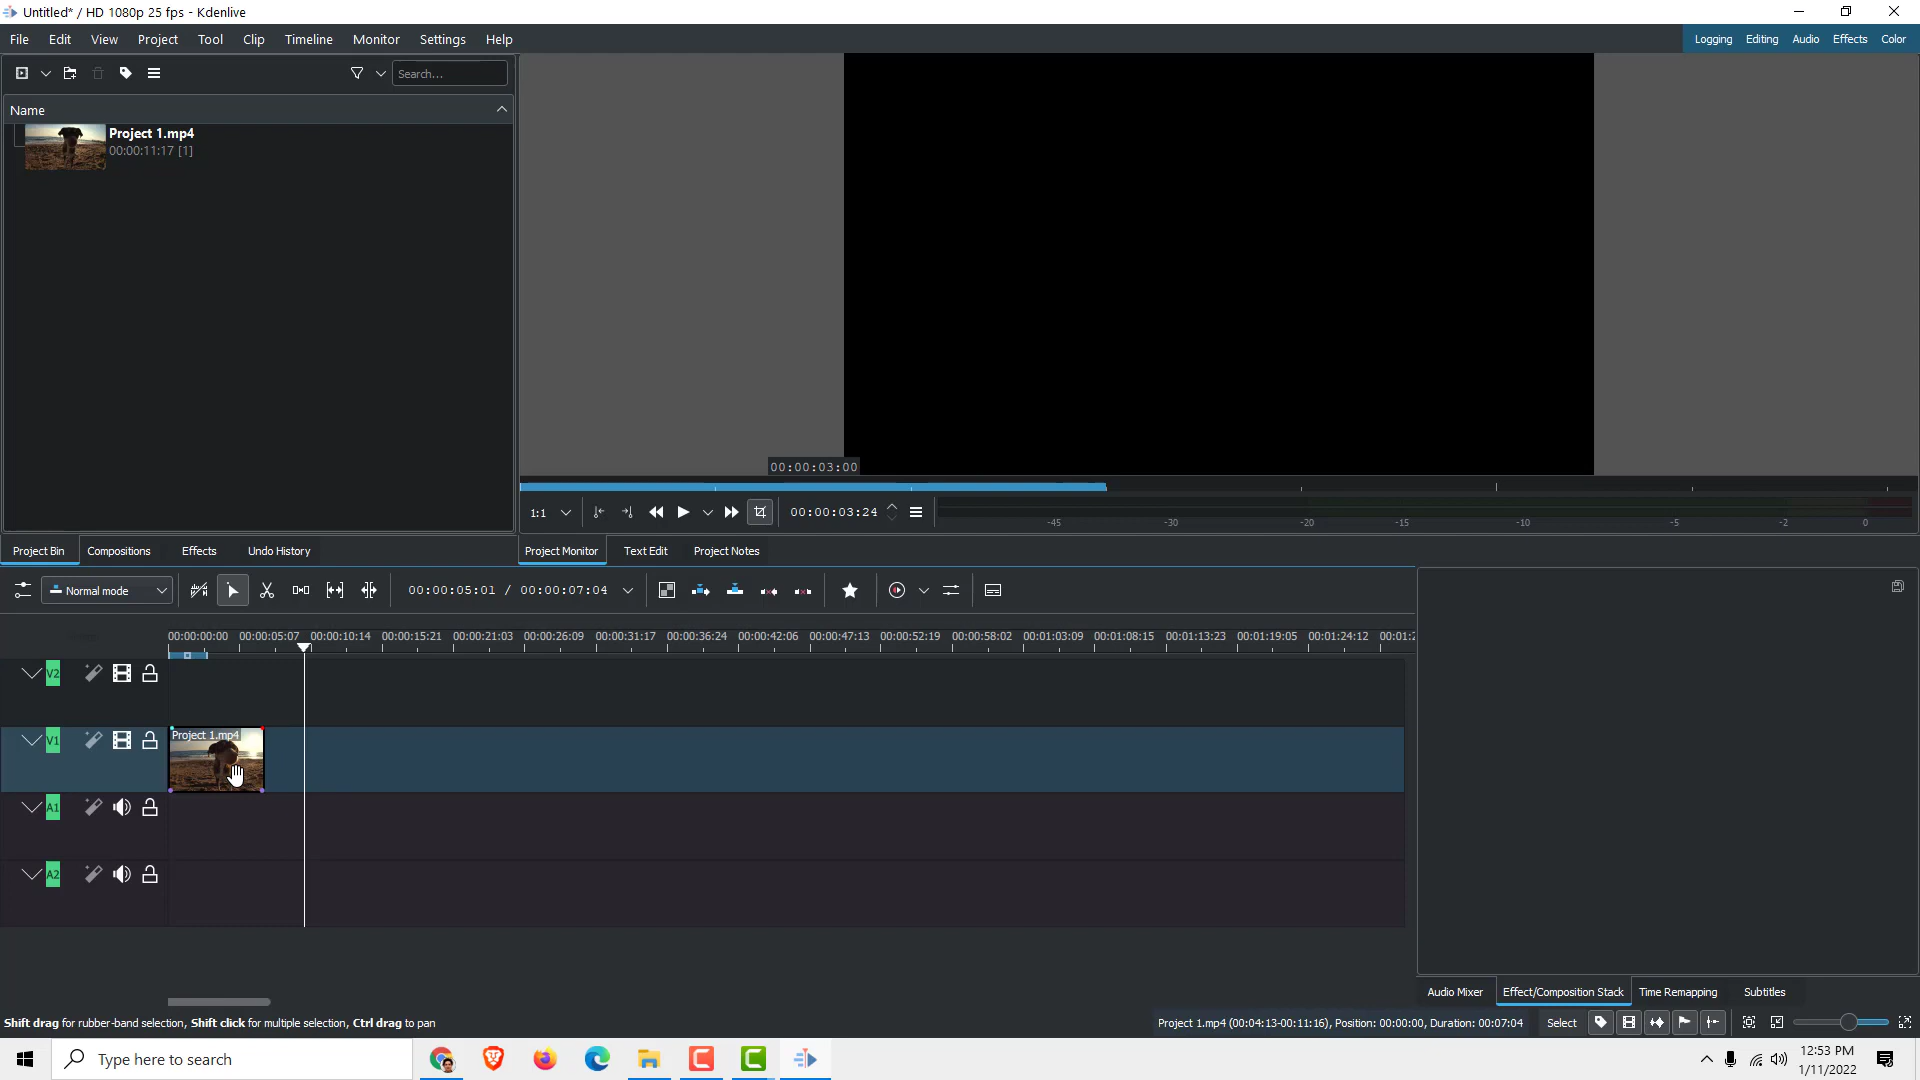 Untitled* / HD 1080p 25 fps - Kdenlive
File Edit View Project Tool Clip Timeline Monitor Settings Help
Logging Editing Audio Effects Color
Search...
Name
Project 1.mp4
00:00:11:17 [1]
00:00:03:00
1:1
00:00:03:24
-45 -30 -20 -15 -10 -5 -2 0
Project Bin Compositions Effects Undo History
Project Monitor Text Edit Project Notes
Normal mode
00:00:05:01 / 00:00:07:04
00:00:00:00 00:00:05:07 00:00:10:14 00:00:15:21 00:00:21:03 00:00:26:09 00:00:31:17 00:00:36:24 00:00:42:06 00:00:47:13 00:00:52:19 00:00:58:02 00:01:03:09 00:01:08:15 00:01:13:23 00:01:19:05 00:01:24:12 00:01:2
V2
V1
Project 1.mp4
A1
A2
Audio Mixer Effect/Composition Stack Time Remapping Subtitles
Shift drag for rubber-band selection, Shift click for multiple selection, Ctrl drag to pan
Project 1.mp4 (00:04:13-00:11:16), Position: 00:00:00, Duration: 00:07:04
Select
Type here to search
12:53 PM
1/11/2022